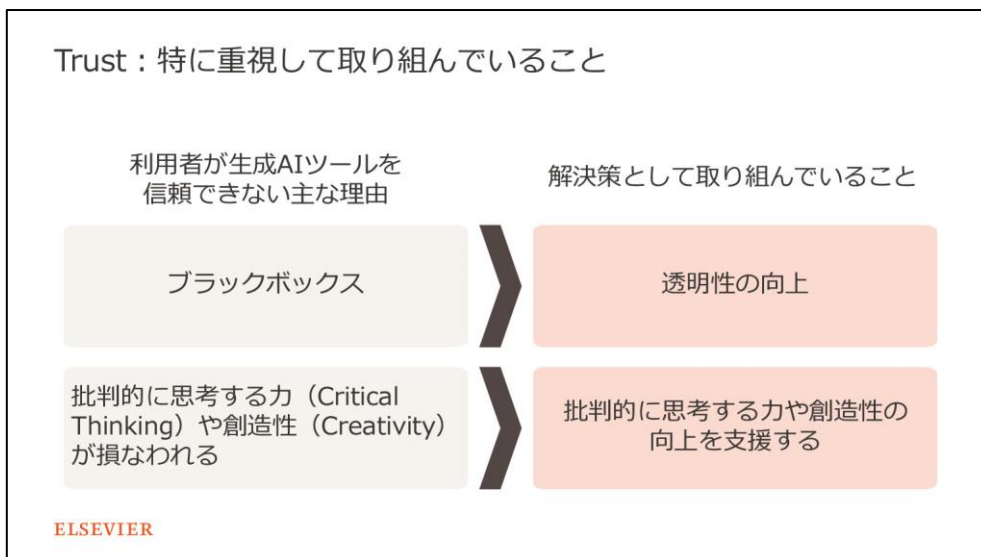 Trust：特に重視して取り組んでいること
利用者が生成AIツールを
信頼できない主な理由
解決策として取り組んでいること
ブラックボックス
透明性の向上
批判的に思考する力（Critical
Thinking）や創造性（Creativity）
が損なわれる
批判的に思考する力や創造性の
向上を支援する
ELSEVIER